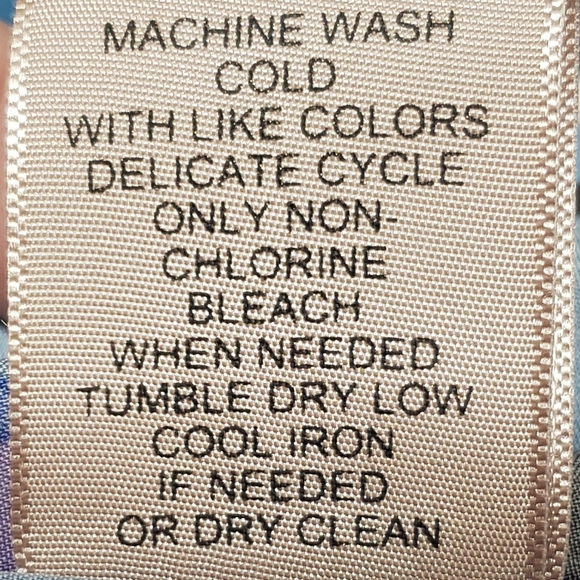 MACHINE WASH
COLD
WITH LIKE COLORS
DELICATE CYCLE
ONLY NON-
CHLORINE
BLEACH
WHEN NEEDED
TUMBLE DRY LOW
COOL IRON
IF NEEDED
OR DRY CLEAN